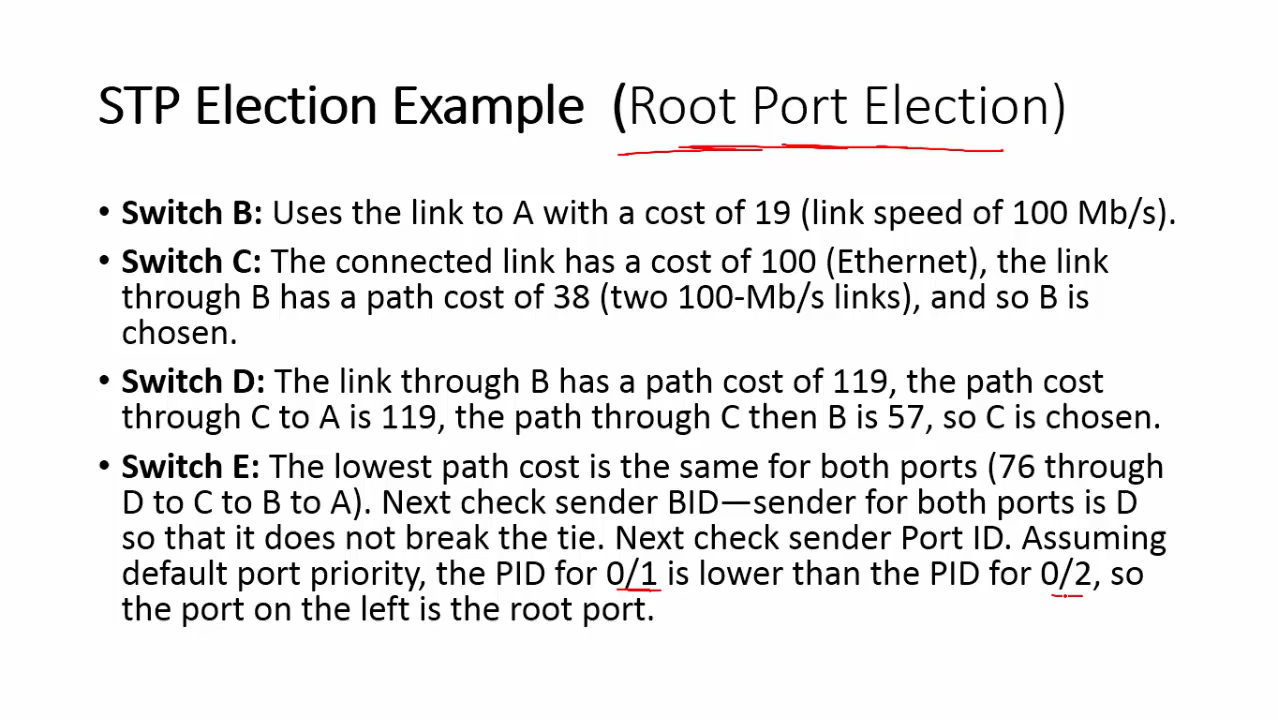 STP Election Example (Root Port Election)
• Switch B: Uses the link to A with a cost of 19 (link speed of 100 Mb/s).
• Switch C: The connected link has a cost of 100 (Ethernet), the link
through B has a path cost of 38 (two 100-Mb/s links), and so B is
chosen.
• Switch D: The link through B has a path cost of 119, the path cost
through C to A is 119, the path through C then B is 57, so C is chosen.
• Switch E: The lowest path cost is the same for both ports (76 through
D to C to B to A). Next check sender BID—sender for both ports is D
so that it does not break the tie. Next check sender Port ID. Assuming
default port priority, the PID for 0/1 is lower than the PID for 0/2, so
the port on the left is the root port.